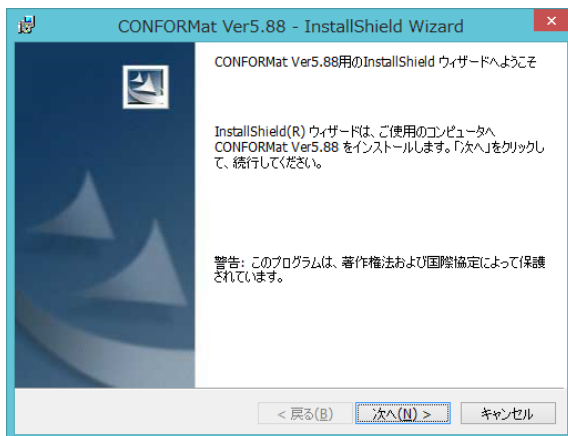 CONFORMat Ver5.88 - InstallShield Wizard
CONFORMat Ver5.88用のInstallShield ウィザードへようこそ
InstallShield(R) ウィザードは、ご使用のコンピュータへ
CONFORMat Ver5.88 をインストールします。「次へ」をクリックし
て、続行してください。
警告: このプログラムは、著作権法および国際協定によって保護
されています。
< 戻る(B)
次へ(N) >
キャンセル